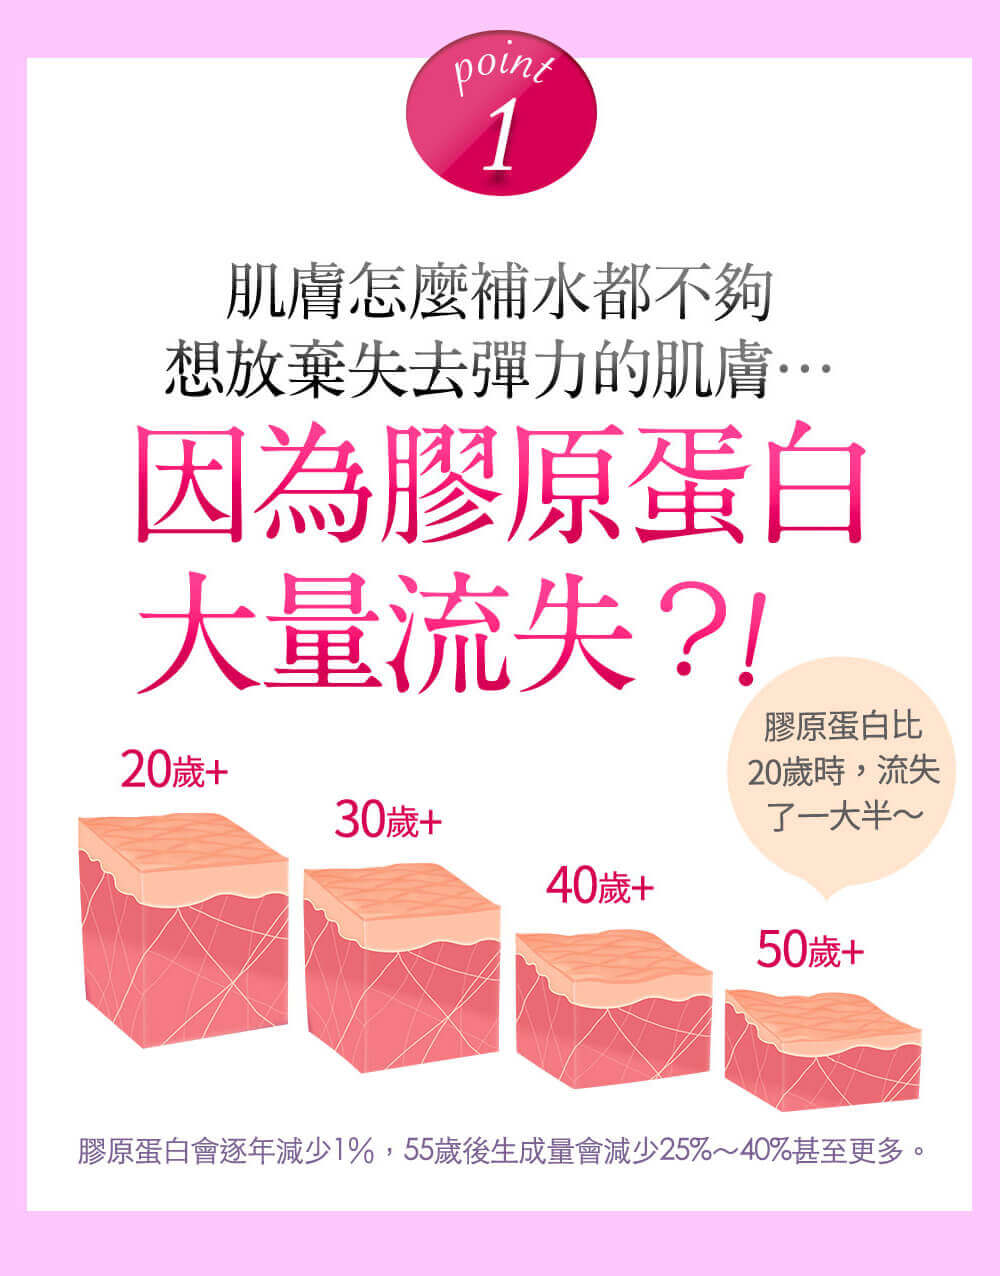 point
1
肌膚怎麼補水都不夠
想放棄失去彈力的肌膚…
因為膠原蛋白
大量流失？!
膠原蛋白比
20歲時，流失
了一大半～
20歲+
30歲+
40歲+
50歲+
膠原蛋白會逐年減少1%，55歲後生成量會減少25%～40%甚至更多。